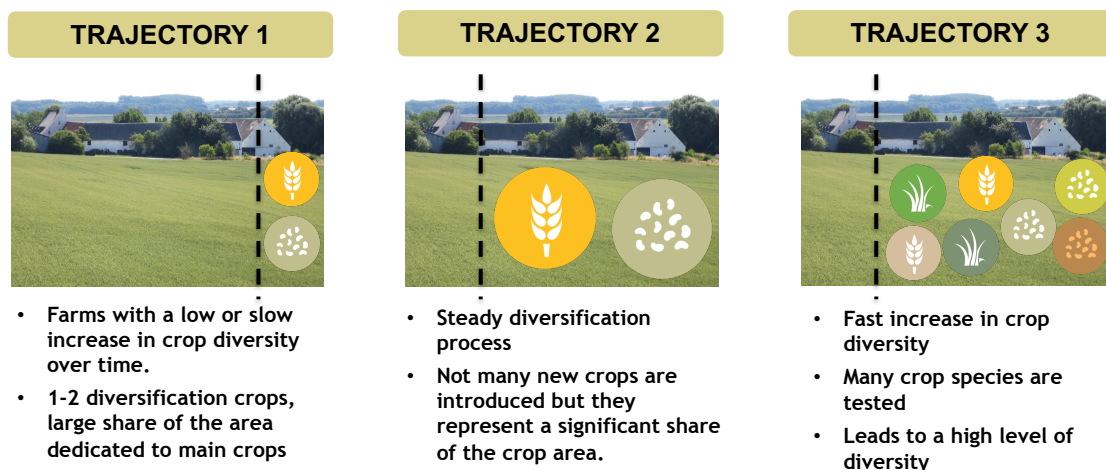 TRAJECTORY 1
• Farms with a low or slow
increase in crop diversity
over time.
• 1-2 diversification crops,
large share of the area
dedicated to main crops
TRAJECTORY 2
• Steady diversification
process
• Not many new crops are
introduced but they
represent a significant share
of the crop area.
TRAJECTORY 3
• Fast increase in crop
diversity
• Many crop species are
tested
• Leads to a high level of
diversity